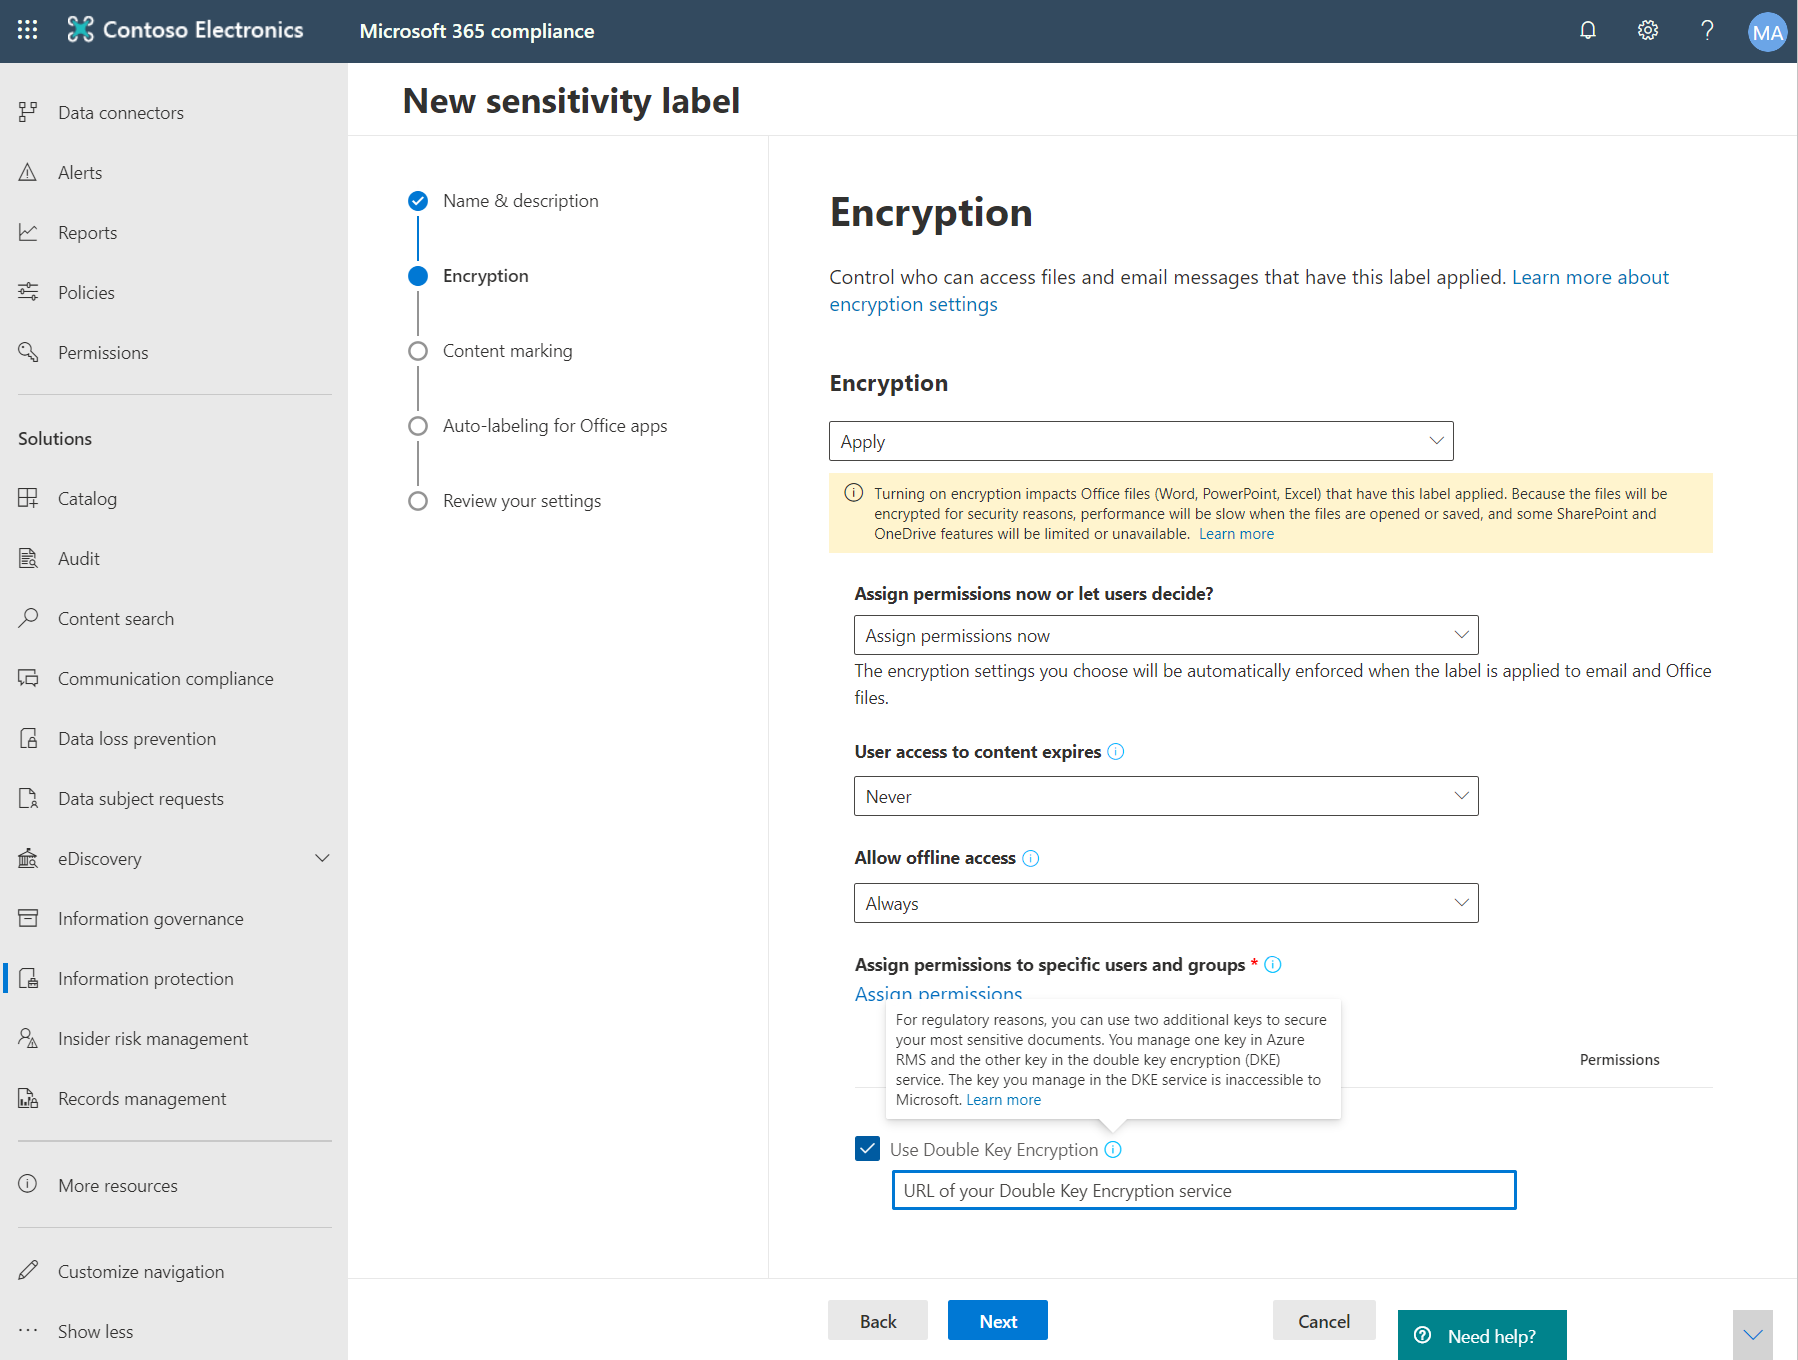 Contoso Electronics
Microsoft 365 compliance
MA
Data connectors
Alerts
Reports
Policies
Permissions
Solutions
Catalog
Audit
Content search
Communication compliance
Data loss prevention
Data subject requests
eDiscovery
Information governance
Information protection
Insider risk management
Records management
More resources
Customize navigation
Show less
New sensitivity label
Name & description
Encryption
Content marking
Auto-labeling for Office apps
Review your settings
Encryption
Control who can access files and email messages that have this label applied. Learn more about
encryption settings
Encryption
Apply
Turning on encryption impacts Office files (Word, PowerPoint, Excel) that have this label applied. Because the files will be
encrypted for security reasons, performance will be slow when the files are opened or saved, and some SharePoint and
OneDrive features will be limited or unavailable. Learn more
Assign permissions now or let users decide?
Assign permissions now
The encryption settings you choose will be automatically enforced when the label is applied to email and Office
files.
User access to content expires
Never
Allow offline access
Always
Assign permissions to specific users and groups *
Assign permissions
For regulatory reasons, you can use two additional keys to secure
your most sensitive documents. You manage one key in Azure
RMS and the other key in the double key encryption (DKE)
service. The key you manage in the DKE service is inaccessible to
Microsoft. Learn more
Permissions
Use Double Key Encryption
URL of your Double Key Encryption service
Back
Next
Cancel
Need help?